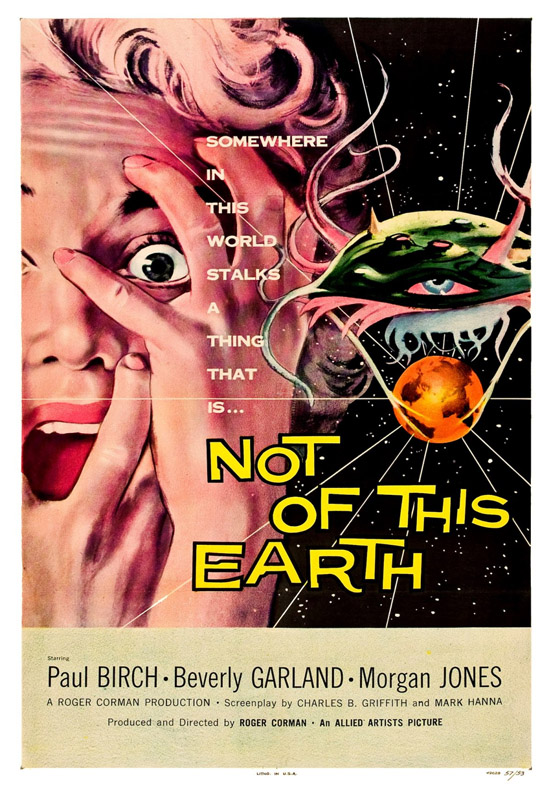 SOMEWHERE
IN
THIS
WORLD
STALKS
A
THING
THAT
IS...
NOT
OF THIS
EARTH
Starring
Paul BIRCH • Beverly GARLAND • Morgan JONES
A ROGER CORMAN PRODUCTION • Screenplay by CHARLES B. GRIFFITH and MARK HANNA
Produced and Directed by ROGER CORMAN • An ALLIED ARTISTS PICTURE
LITHO. IN U.S.A.
57/33